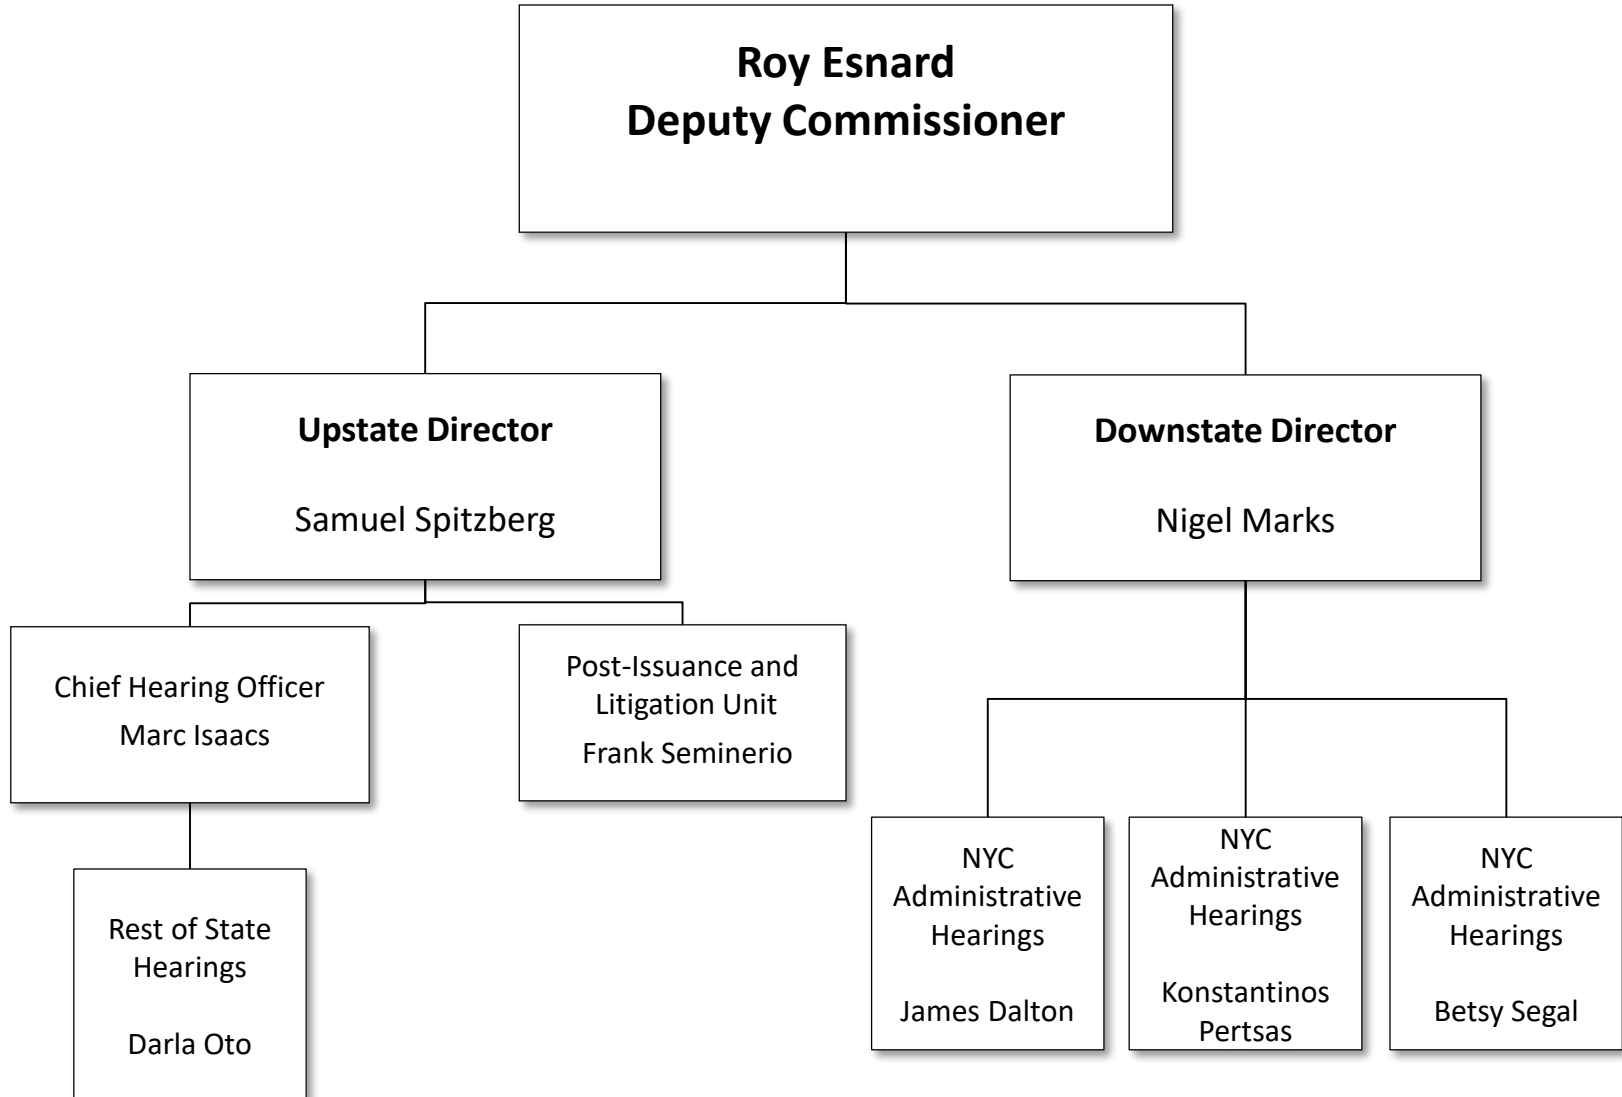 Roy Esnard
Deputy Commissioner
Upstate Director
Samuel Spitzberg
Downstate Director
Nigel Marks
Chief Hearing Officer
Marc Isaacs
Post-Issuance and
Litigation Unit
Frank Seminerio
Rest of State
Hearings
Darla Oto
NYC
Administrative
Hearings
James Dalton
NYC
Administrative
Hearings
Konstantinos
Pertsas
NYC
Administrative
Hearings
Betsy Segal